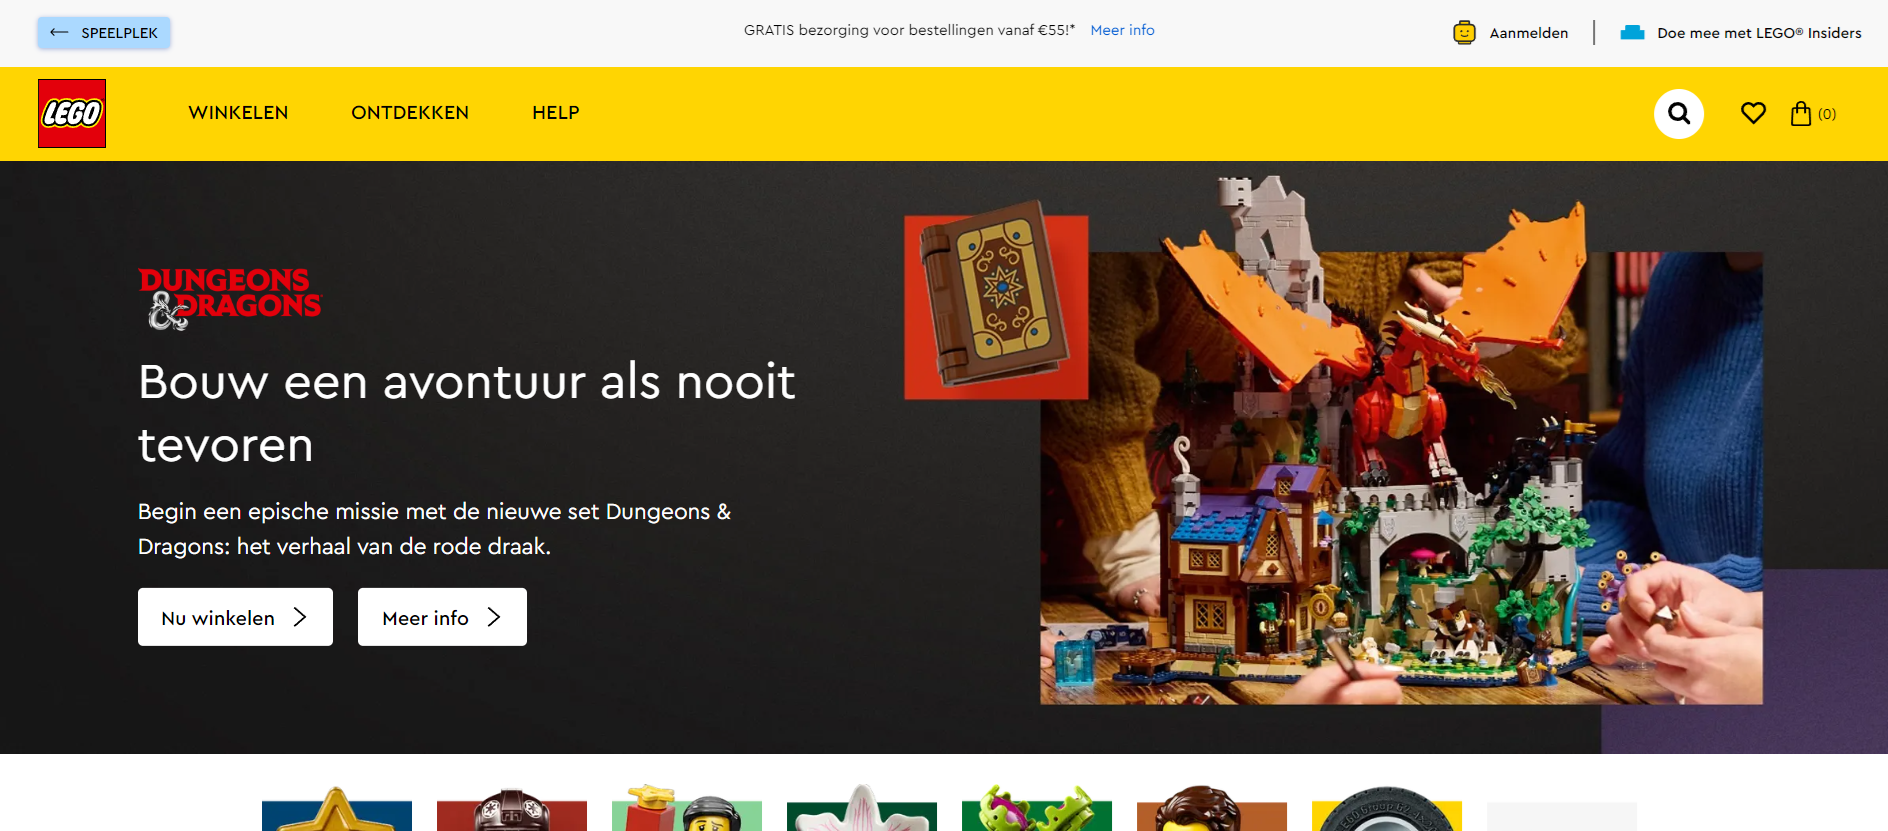 SPEELPLEK
GRATIS bezorging voor bestellingen vanaf €55!* Meer info
Aanmelden
Doe mee met LEGO® Insiders
LEGO
WINKELEN
ONTDEKKEN
HELP
(0)
DUNGEONS
& DRAGONS
Bouw een avontuur als nooit
tevoren
Begin een epische missie met de nieuwe set Dungeons &
Dragons: het verhaal van de rode draak.
Nu winkelen
Meer info